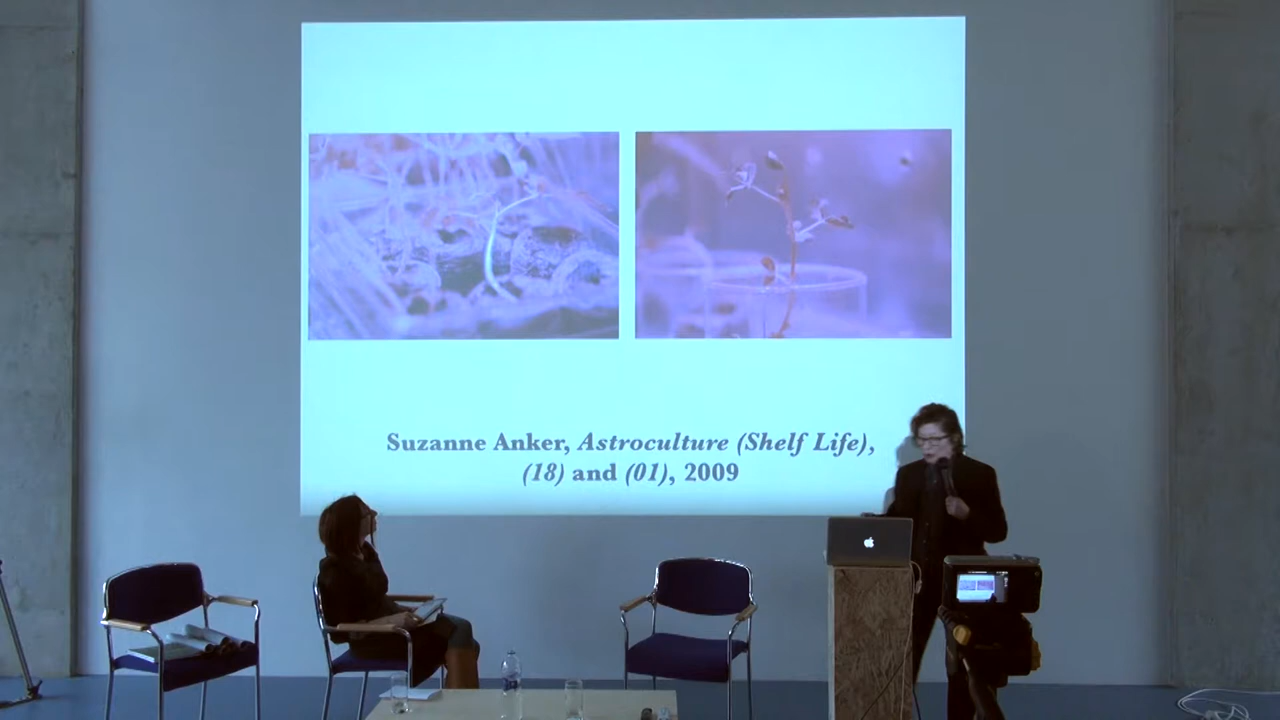 Suzanne Anker, Astroculture (Shelf Life),
(18) and (01), 2009